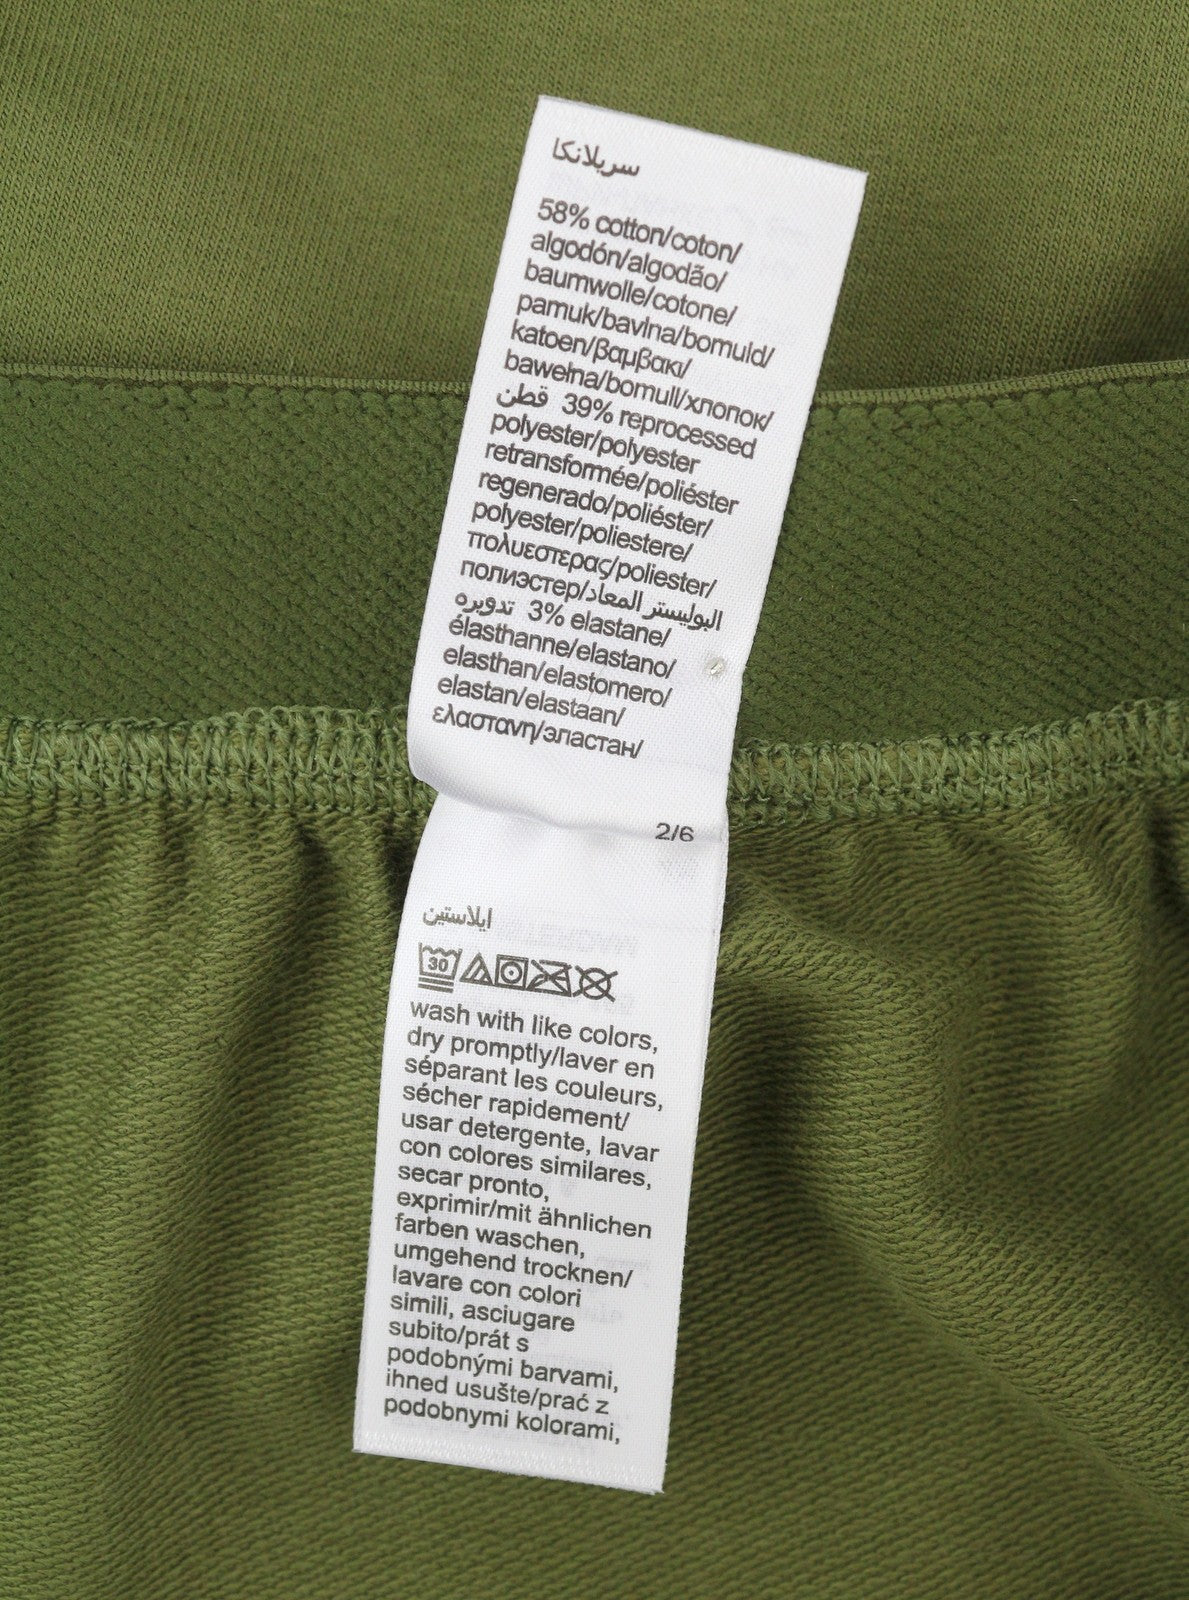 سريلانكا
58% cotton/coton/
algodón/algodão/
baumwolle/cotone/
pamuk/bavlna/bomuld/
katoen/βαμβακι/
bawełna/bomull/хлопок/
قطن 39% reprocessed
polyester/polyester
retransformée/poliéster
regenerado/poliéster/
polyester/poliestere/
πολυεστερας/poliester/
полиэстер/البوليستر المعاد
تدويره 3% elastane/
élasthanne/elastano/
elasthan/elastomero/
elastan/elastaan/
ελαστανη/эластан/
2/6
ايلاستين
30
wash with like colors,
dry promptly/laver en
séparant les couleurs,
sécher rapidement/
usar detergente, lavar
con colores similares,
secar pronto,
exprimir/mit ähnlichen
farben waschen,
umgehend trocknen/
lavare con colori
simili, asciugare
subito/prát s
podobnými barvami,
ihned usušte/prać z
podobnymi kolorami,